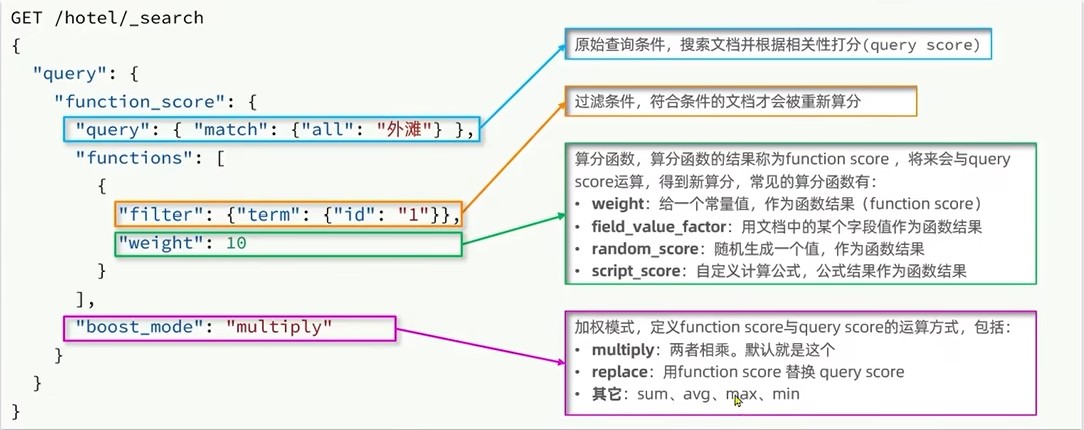 GET /hotel/_search
{
"query": {
"function_score": {
"query": { "match": {"all": "外滩"} },
"functions": [
{
"filter": {"term": {"id": "1"}},
"weight": 10
}
],
"boost_mode": "multiply"
}
}
}
原始查询条件，搜索文档并根据相关性打分(query score)
过滤条件，符合条件的文档才会被重新算分
算分函数，算分函数的结果称为function score ，将来会与query
score运算，得到新算分，常见的算分函数有：
• weight：给一个常量值，作为函数结果（function score）
• field_value_factor：用文档中的某个字段值作为函数结果
• random_score：随机生成一个值，作为函数结果
• script_score：自定义计算公式，公式结果作为函数结果
加权模式，定义function score与query score的运算方式，包括：
• multiply：两者相乘。默认就是这个
• replace：用function score 替换 query score
• 其它：sum、avg、max、min